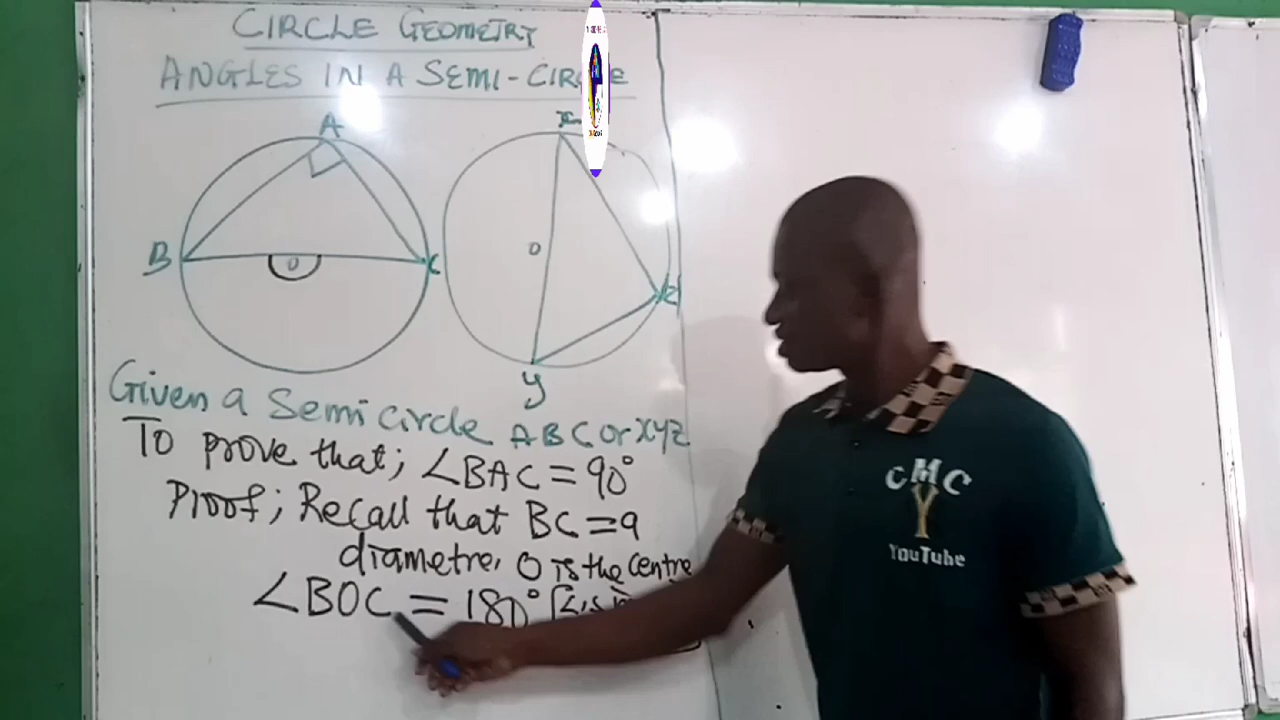 CIRCLE GEOMETRY
ANGLES IN A SEMI-CIRCLE
A
B
O
C
x
O
y
Z
Given a Semi circle ABC or XYZ
To prove that; ∠BAC = 90°
Proof; Recall that BC = a
diametre, O is the centre
∠BOC = 180°
CMC
Y
YouTube